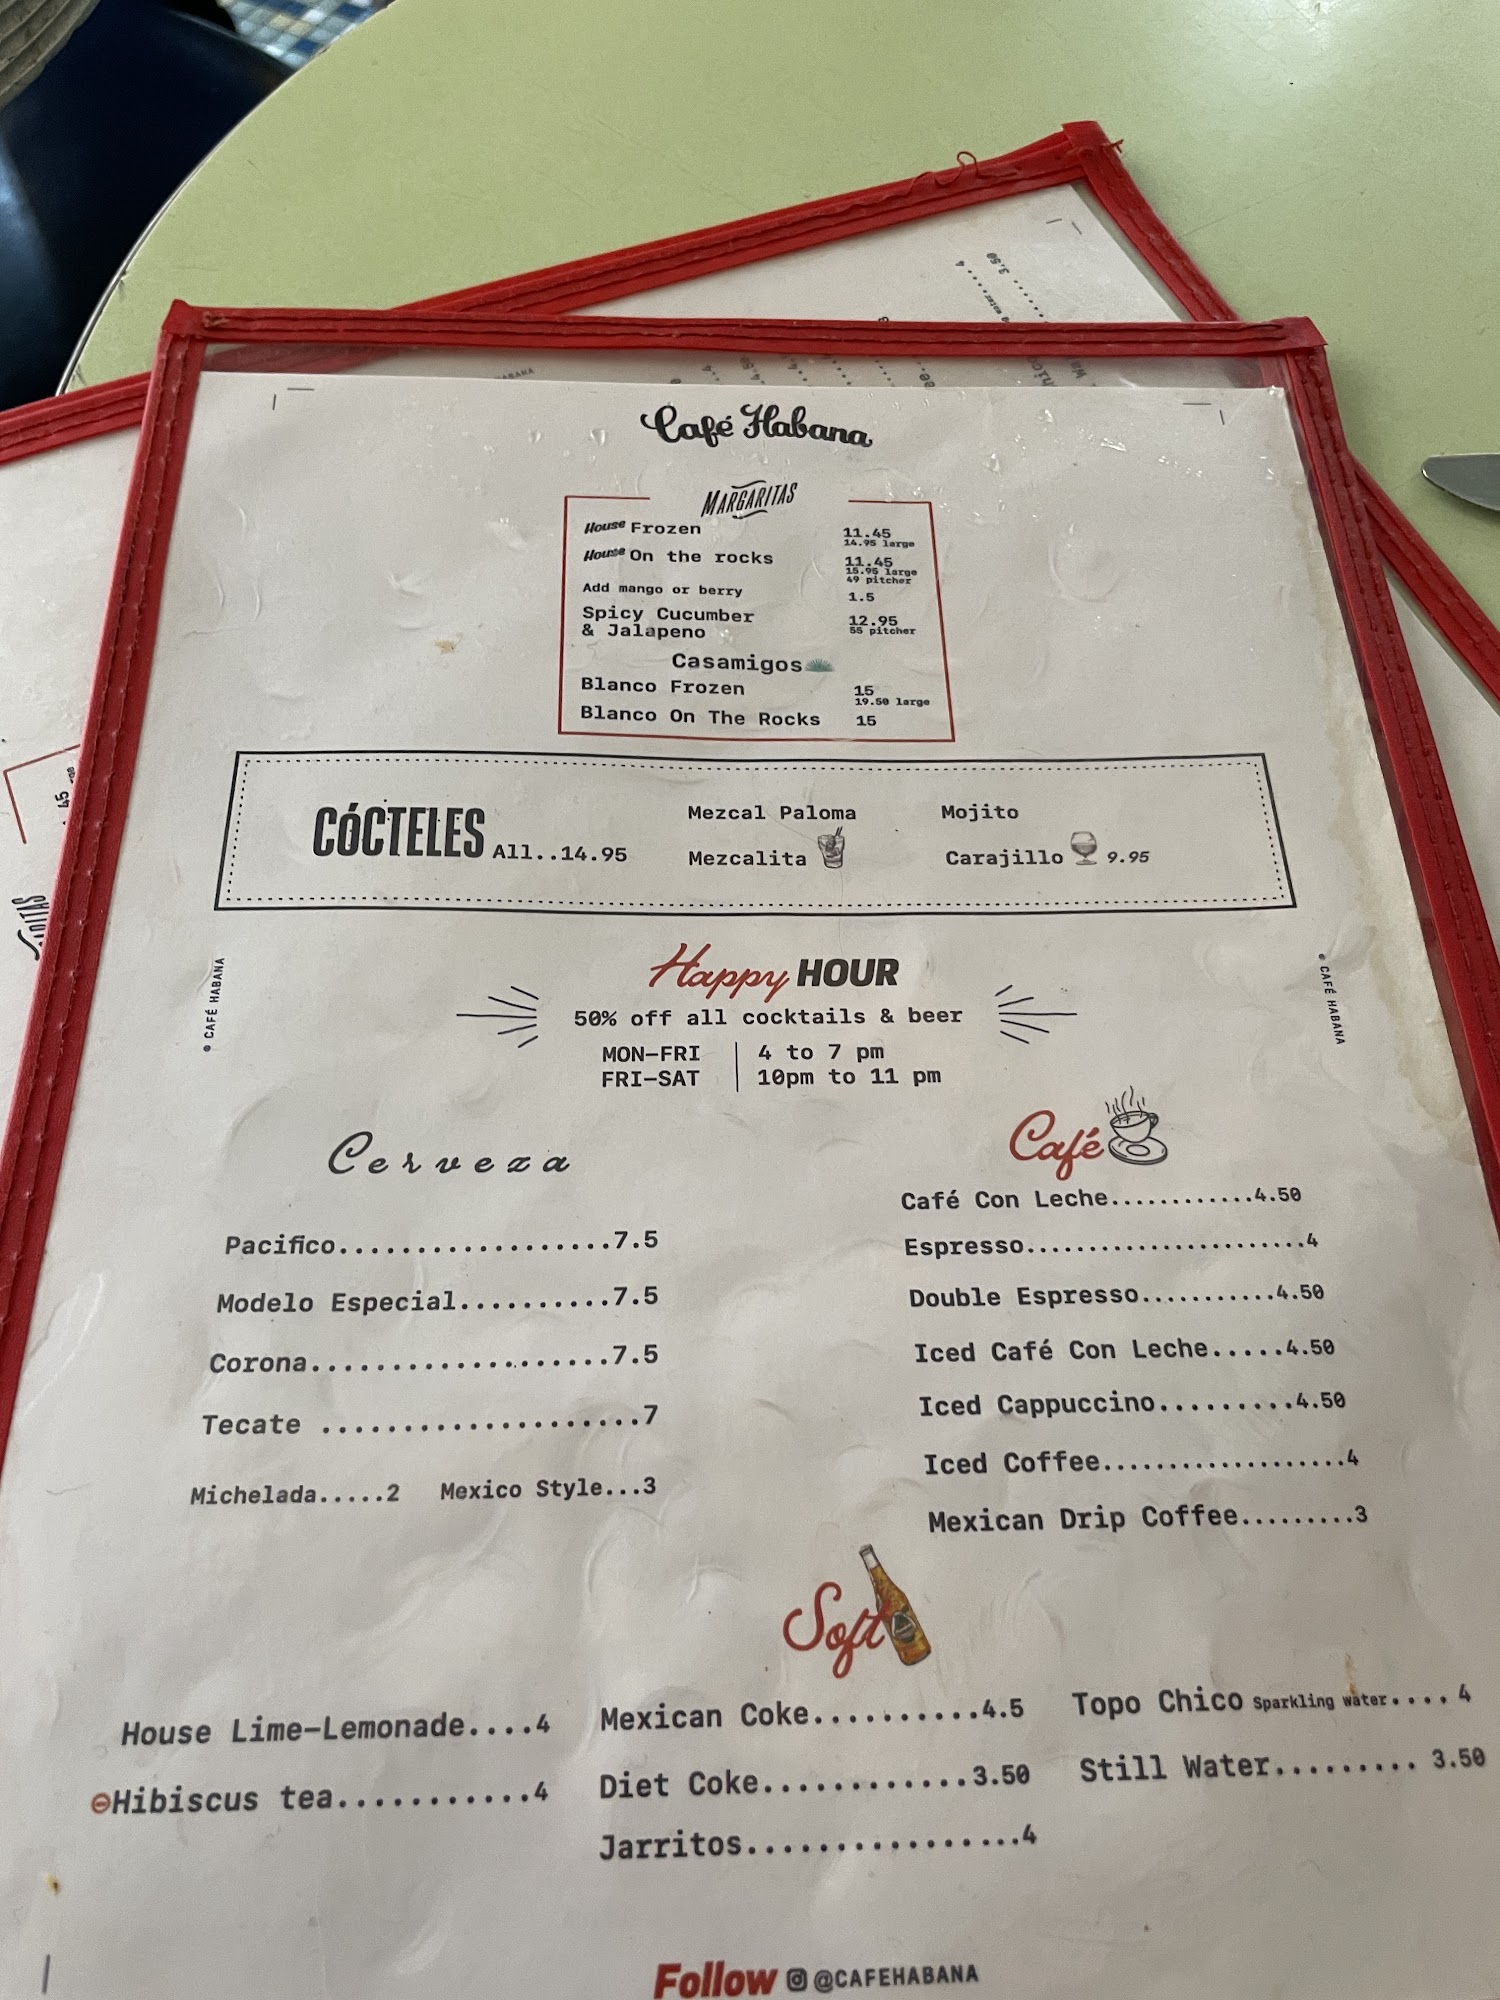 Café Habana
MARGARITAS
House Frozen 11.45
14.95 large
House On the rocks 11.45
15.95 large
49 pitcher
Add mango or berry 1.5
Spicy Cucumber
& Jalapeno 12.95
55 pitcher
Casamigos
Blanco Frozen 15
19.50 large
Blanco On The Rocks 15
CÓCTELES All..14.95
Mezcal Paloma Mojito
Mezcalita Carajillo 9.95
Happy HOUR
50% off all cocktails & beer
MON-FRI | 4 to 7 pm
FRI-SAT | 10pm to 11 pm
© CAFÉ HABANA
© CAFÉ HABANA
Cerveza
Pacifico...................7.5
Modelo Especial...........7.5
Corona.....................7.5
Tecate ....................7
Michelada.....2 Mexico Style...3
Café
Café Con Leche............4.50
Espresso.......................4
Double Espresso...........4.50
Iced Café Con Leche.....4.50
Iced Cappuccino.........4.50
Iced Coffee...................4
Mexican Drip Coffee.........3
Soft
House Lime-Lemonade....4
Hibiscus tea...........4
Mexican Coke..........4.5
Diet Coke............3.50
Jarritos................4
Topo Chico Sparkling water.... 4
Still Water......... 3.50
Follow @CAFEHABANA